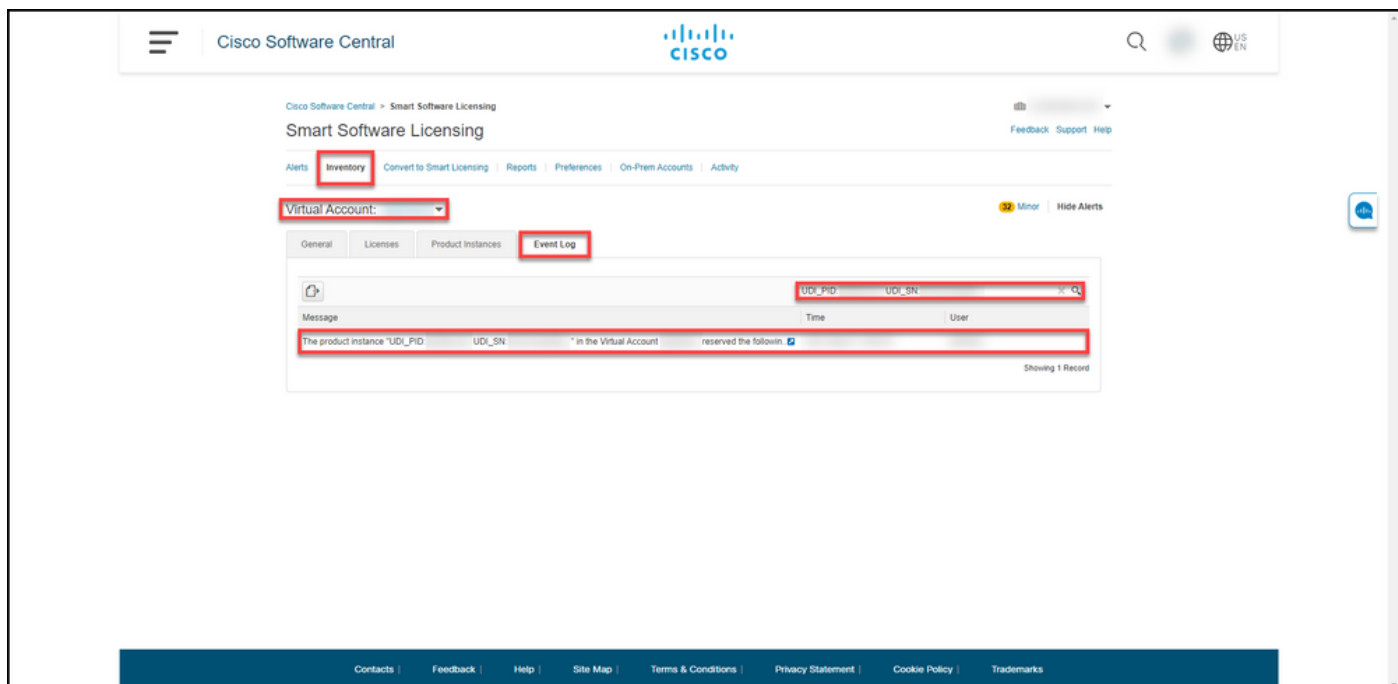 Cisco Software Central
CISCO
US
EN
Cisco Software Central > Smart Software Licensing
Smart Software Licensing
Feedback Support Help
Alerts Inventory Convert to Smart Licensing | Reports | Preferences | On-Prem Accounts | Activity
Virtual Account:
32 Minor | Hide Alerts
General Licenses Product Instances Event Log
UDI_PID: UDI_SN:
Message Time User
The product instance "UDI_PID: UDI_SN: " in the Virtual Account reserved the followin..
Showing 1 Record
Contacts | Feedback | Help | Site Map | Terms & Conditions | Privacy Statement | Cookie Policy | Trademarks